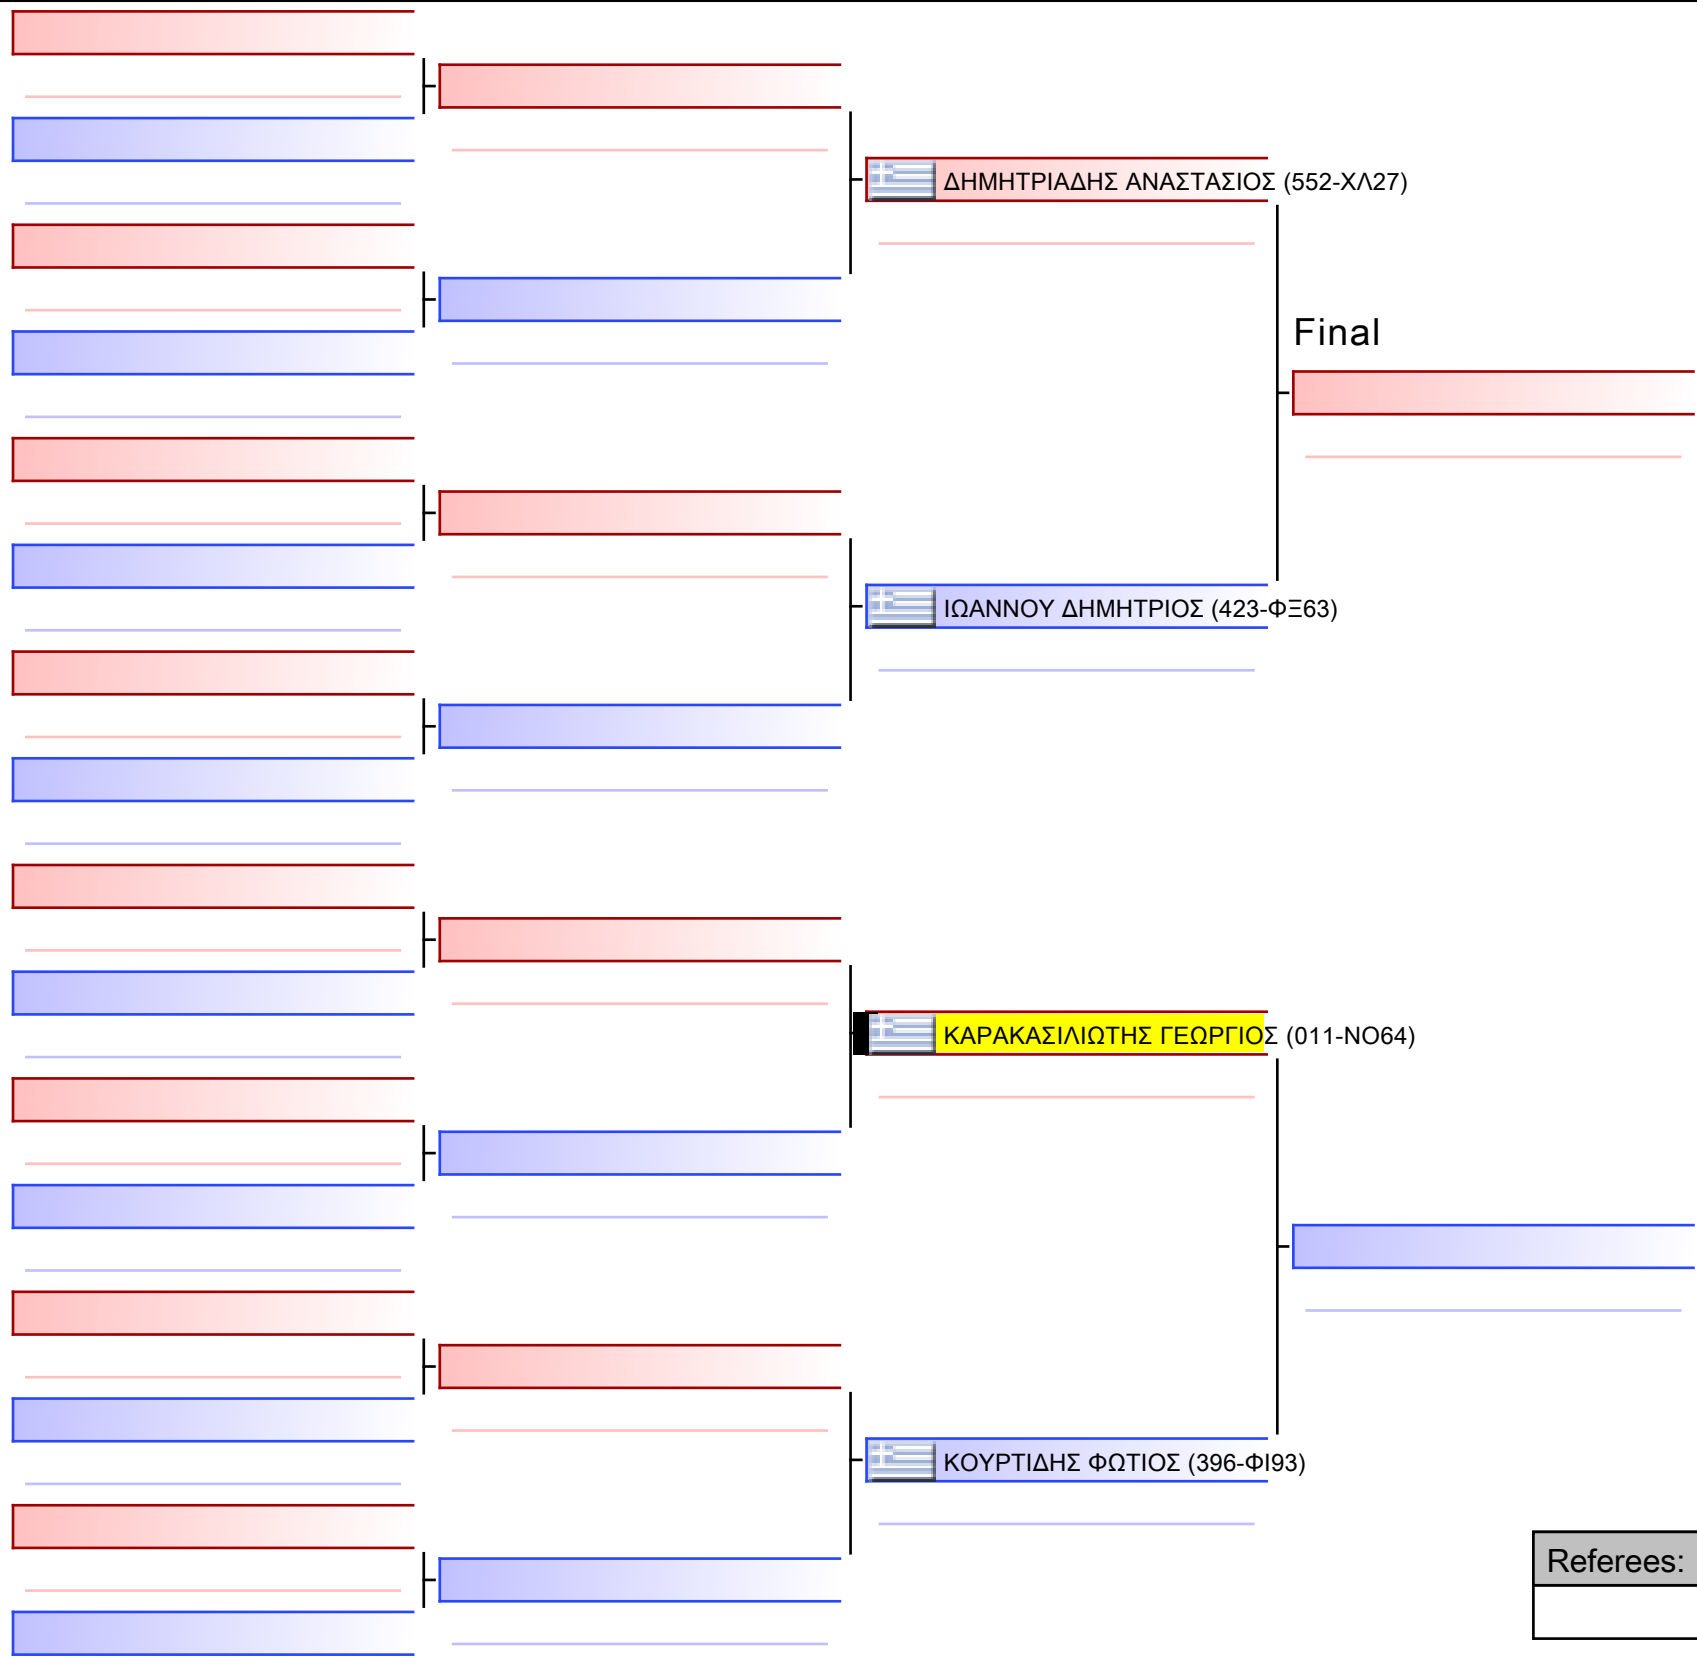 ΔΗΜΗΤΡΙΑΔΗΣ ΑΝΑΣΤΑΣΙΟΣ (552-ΧΛ27)
Final
ΙΩΑΝΝΟΥ ΔΗΜΗΤΡΙΟΣ (423-ΦΞ63)
ΚΑΡΑΚΑΣΙΛΙΩΤΗΣ ΓΕΩΡΓΙΟΣ (011-ΝΟ64)
ΚΟΥΡΤΙΔΗΣ ΦΩΤΙΟΣ (396-ΦΙ93)
Referees: